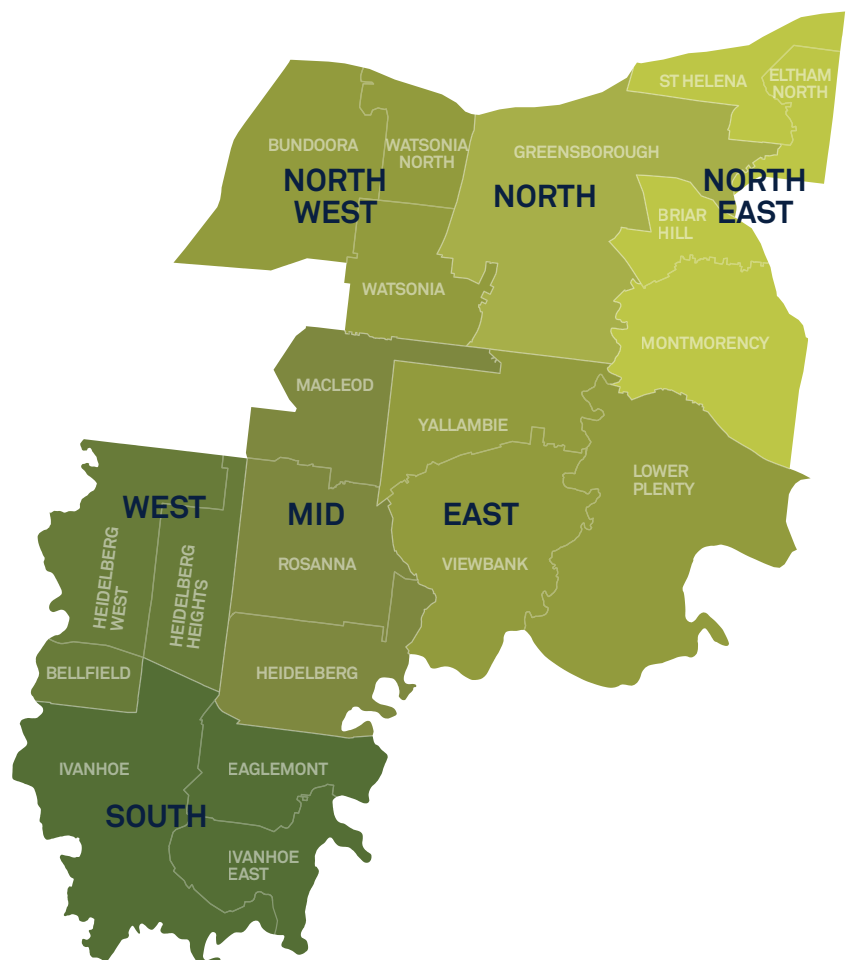 ST HELENA
ELTHAM
NORTH
BUNDOORA
WATSONIA
NORTH
GREENSBOROUGH
NORTH
WEST
NORTH
NORTH
EAST
BRIAR
HILL
WATSONIA
MONTMORENCY
MACLEOD
YALLAMBIE
LOWER
PLENTY
WEST
MID
EAST
HEIDELBERG
WEST
HEIDELBERG
HEIGHTS
ROSANNA
VIEWBANK
BELLFIELD
HEIDELBERG
IVANHOE
EAGLEMONT
SOUTH
IVANHOE
EAST